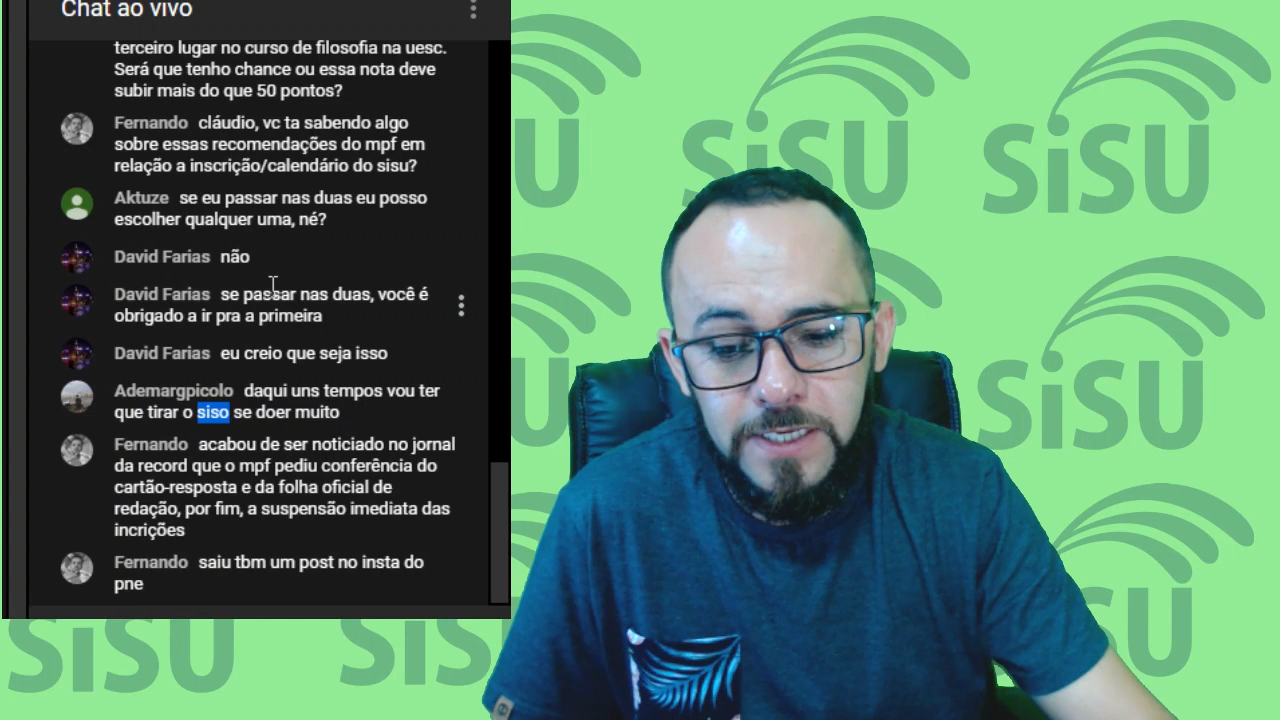 Chat ao vivo
terceiro lugar no curso de filosofia na uesc.
Será que tenho chance ou essa nota deve
subir mais do que 50 pontos?
Fernando cláudio, vc ta sabendo algo
sobre essas recomendações do mpf em
relação a inscrição/calendário do sisu?
Aktuze se eu passar nas duas eu posso
escolher qualquer uma, né?
David Farias não
David Farias se passar nas duas, você é
obrigado a ir pra a primeira
David Farias eu creio que seja isso
Ademargpicolo daqui uns tempos vou ter
que tirar o siso se doer muito
Fernando acabou de ser noticiado no jornal
da record que o mpf pediu conferência do
cartão-resposta e da folha oficial de
redação, por fim, a suspensão imediata das
incrições
Fernando saiu tbm um post no insta do
pne
SiSU
SiSU
SiSU
SiSU
SiSU